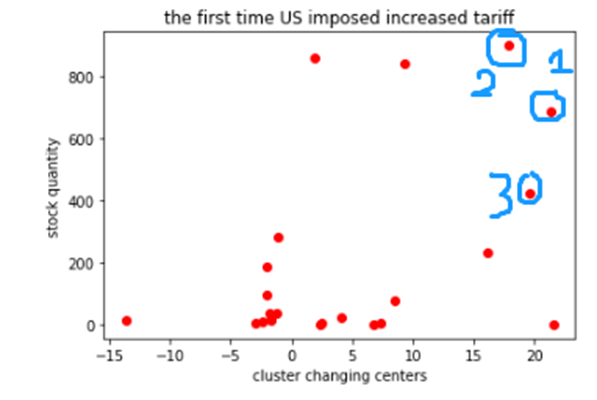 the first time US imposed increased tariff
800
600
400
200
0
stock quantity
2
1
3
-15 -10 -5 0 5 10 15 20
cluster changing centers